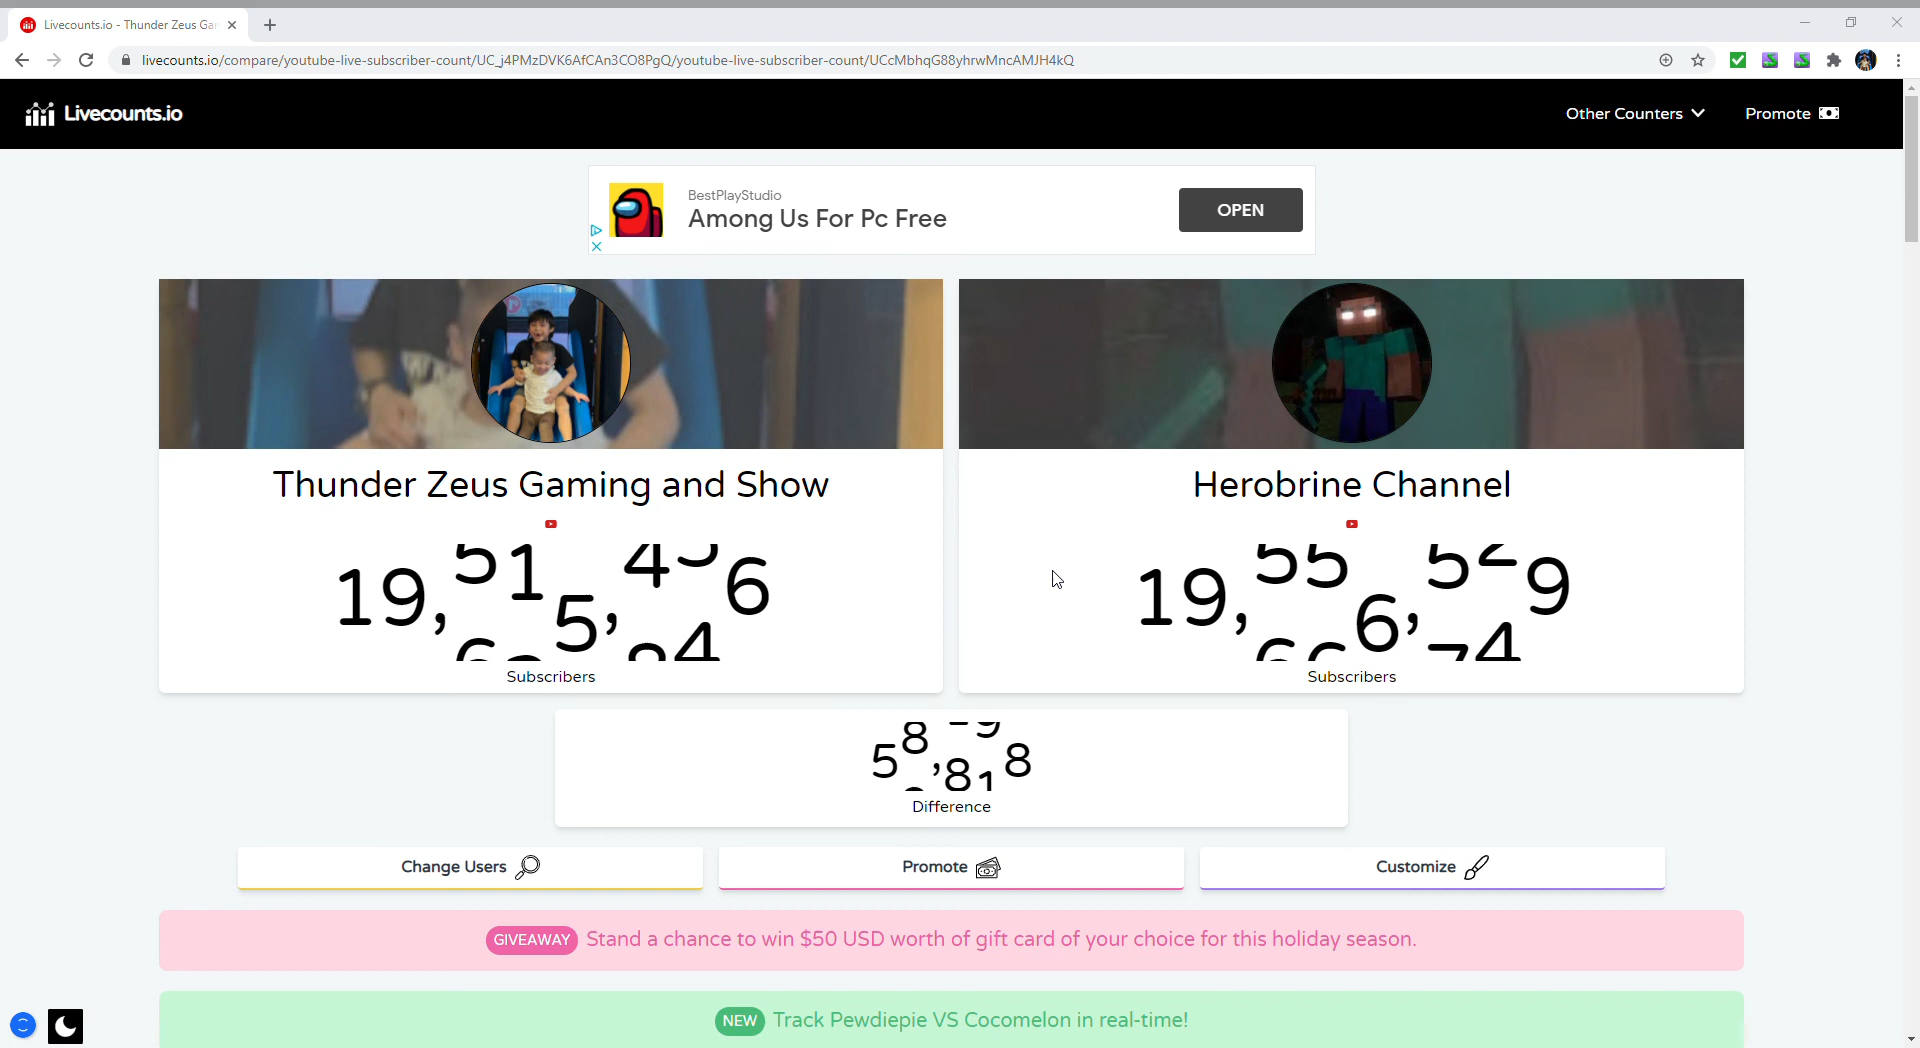 Livecounts.io - Thunder Zeus Gar
livecounts.io/compare/youtube-live-subscriber-count/UC_j4PMzDVK6AfCAn3CO8PgQ/youtube-live-subscriber-count/UCcMbhqG88yhrwMncAMJH4kQ
Livecounts.io
Other Counters
Promote
BestPlayStudio
Among Us For Pc Free
OPEN
Thunder Zeus Gaming and Show
Subscribers
Herobrine Channel
Subscribers
Difference
Change Users
Promote
Customize
GIVEAWAY Stand a chance to win $50 USD worth of gift card of your choice for this holiday season.
NEW Track Pewdiepie VS Cocomelon in real-time!